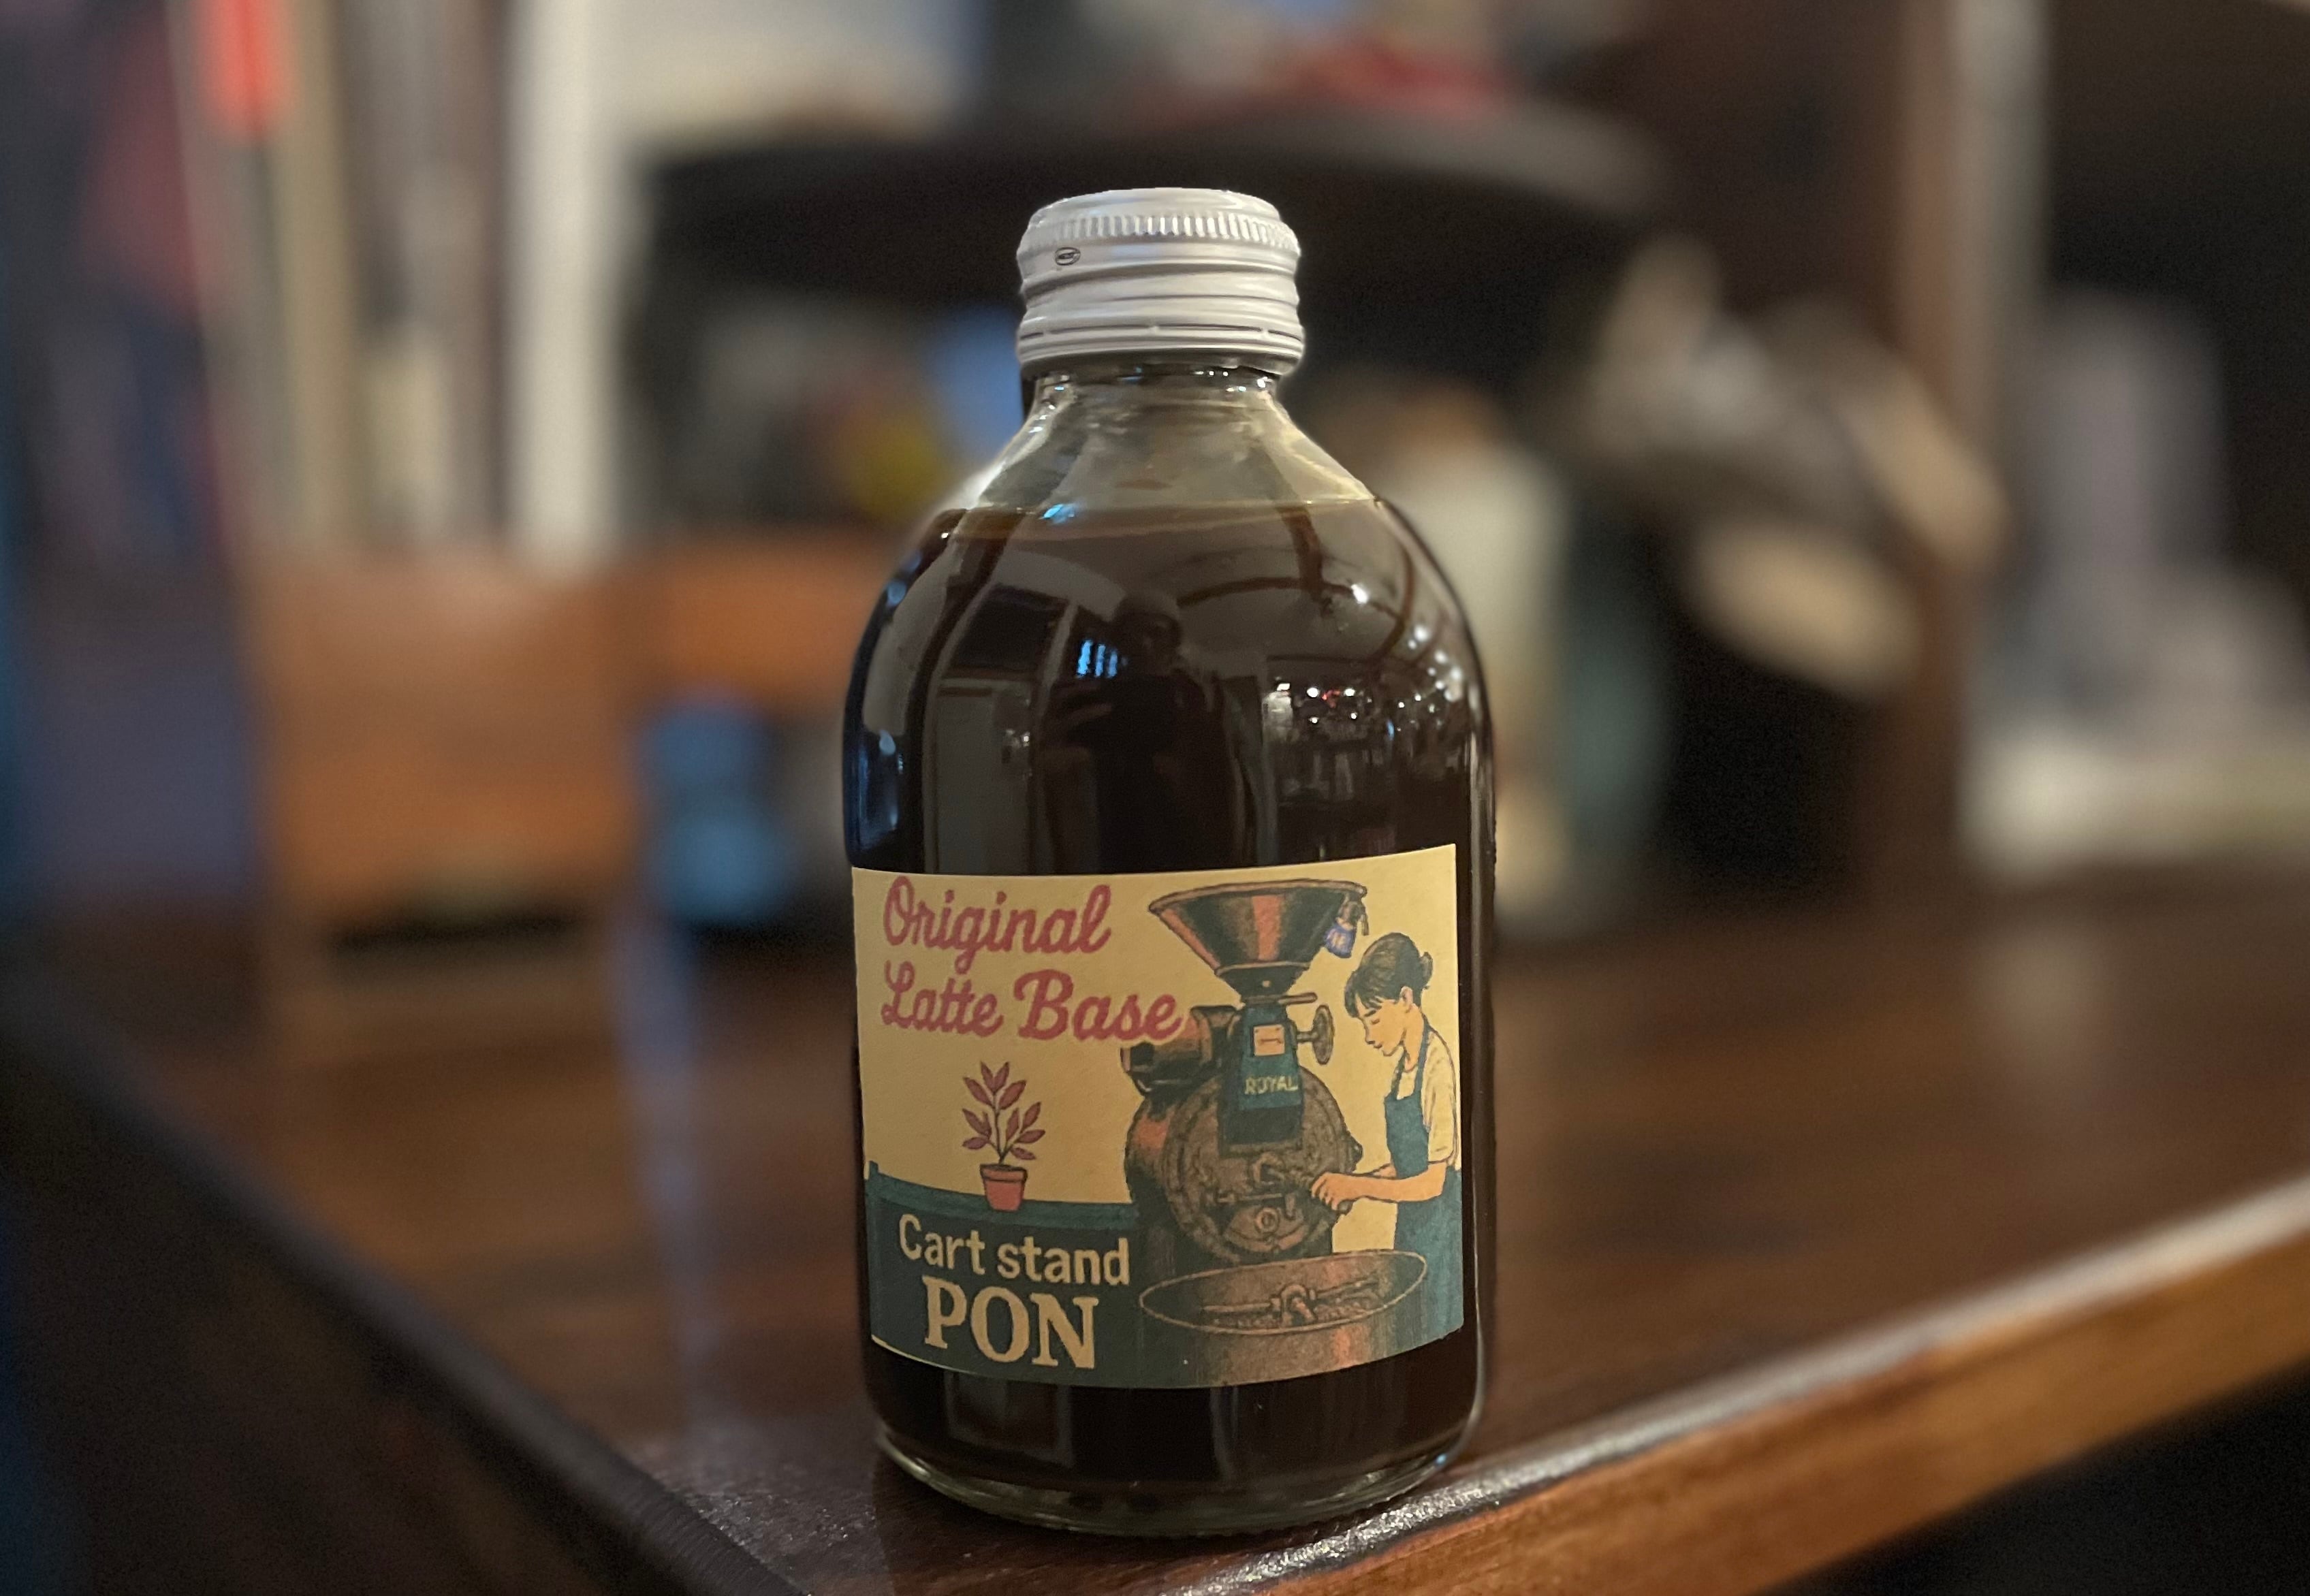 Original
Latte Base
ROYAL
Cart stand
PON